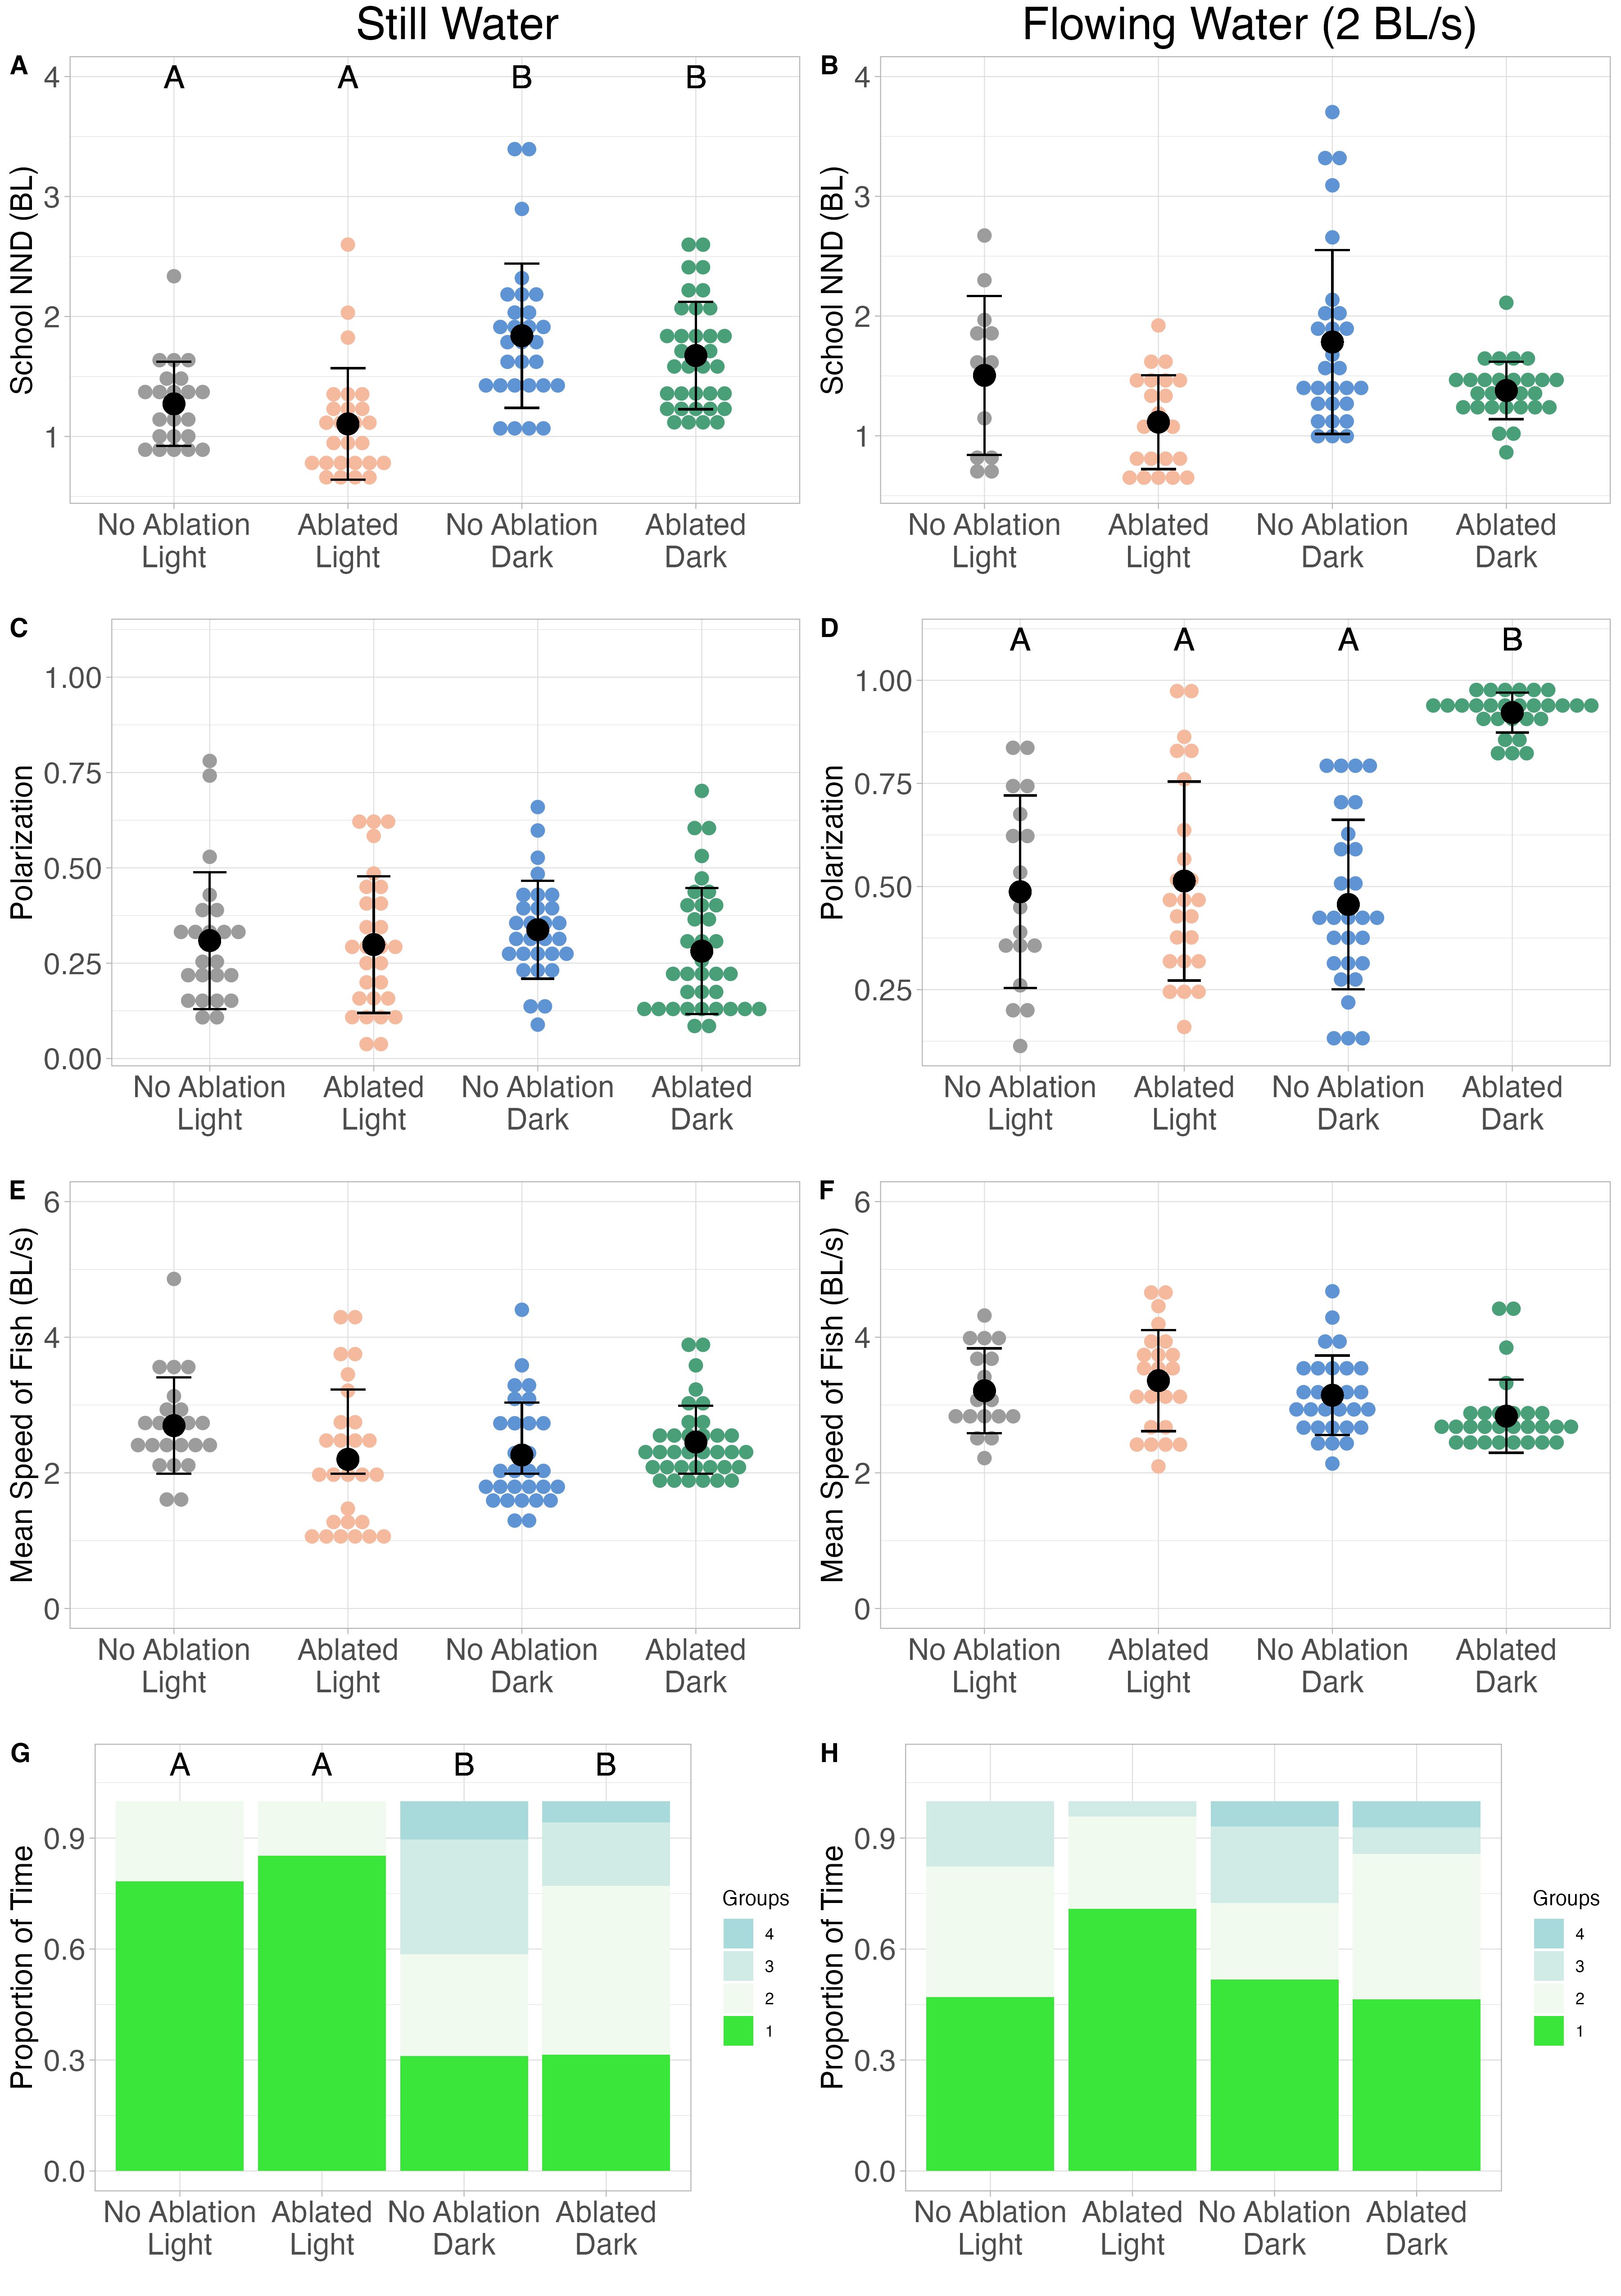 Still Water
Flowing Water (2 BL/s)
A
School NND (BL)
4
3
2
1
A A B B
No Ablation Light
Ablated Light
No Ablation Dark
Ablated Dark
B
School NND (BL)
4
3
2
1
No Ablation Light
Ablated Light
No Ablation Dark
Ablated Dark
C
Polarization
1.00
0.75
0.50
0.25
0.00
No Ablation Light
Ablated Light
No Ablation Dark
Ablated Dark
D
Polarization
1.00
0.75
0.50
0.25
A A A B
No Ablation Light
Ablated Light
No Ablation Dark
Ablated Dark
E
Mean Speed of Fish (BL/s)
6
4
2
0
No Ablation Light
Ablated Light
No Ablation Dark
Ablated Dark
F
Mean Speed of Fish (BL/s)
6
4
2
0
No Ablation Light
Ablated Light
No Ablation Dark
Ablated Dark
G
Proportion of Time
0.9
0.6
0.3
0.0
A A B B
No Ablation Light
Ablated Light
No Ablation Dark
Ablated Dark
Groups
4
3
2
1
H
Proportion of Time
0.9
0.6
0.3
0.0
No Ablation Light
Ablated Light
No Ablation Dark
Ablated Dark
Groups
4
3
2
1